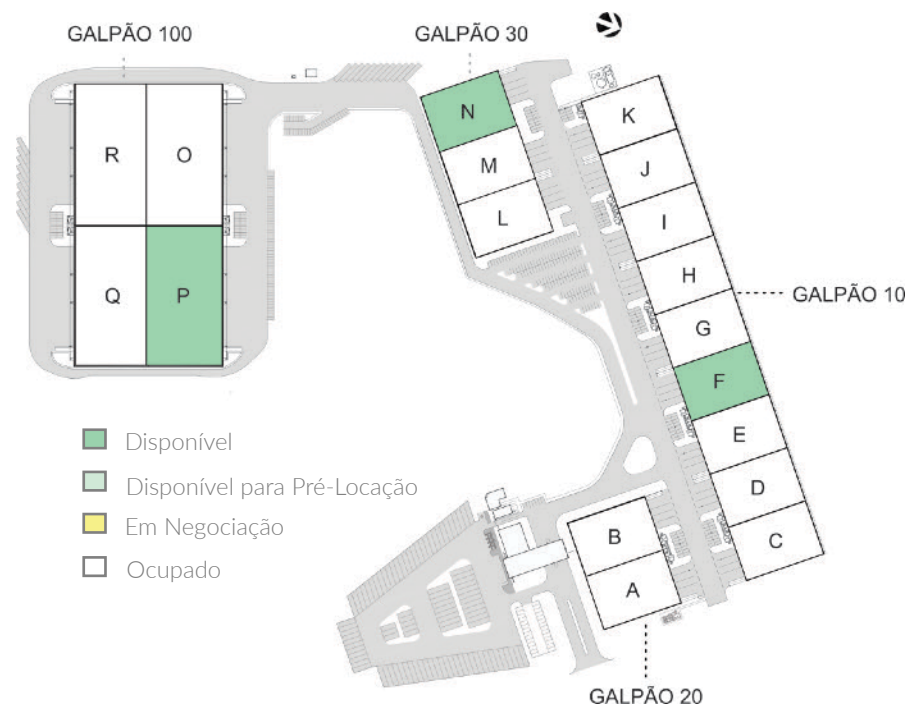 GALPÃO 100
GALPÃO 30
N
K
M
J
R
O
L
I
H
Q
P
GALPÃO 10
G
F
E
D
C
B
A
Disponível
Disponível para Pré-Locação
Em Negociação
Ocupado
GALPÃO 20